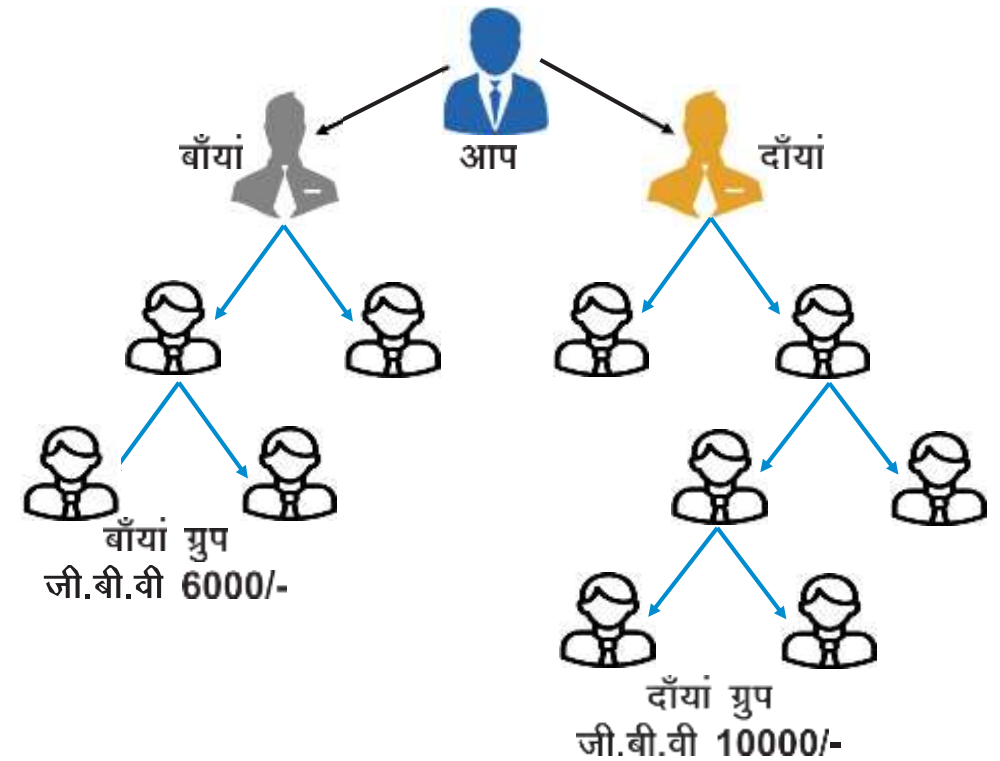 बाँयां
आप
दाँयां
बाँयां ग्रुप
जी.बी.वी 6000/-
दाँयां ग्रुप
जी.बी.वी 10000/-